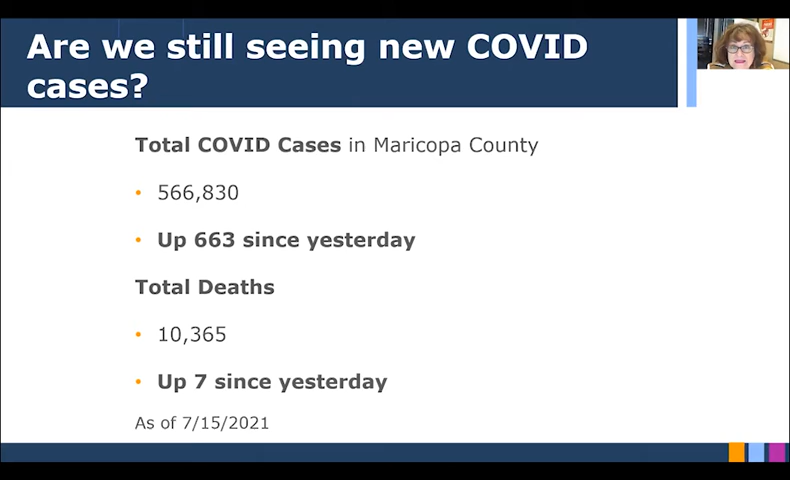 Are we still seeing new COVID
cases?
Total COVID Cases in Maricopa County
• 566,830
• Up 663 since yesterday
Total Deaths
• 10,365
• Up 7 since yesterday
As of 7/15/2021